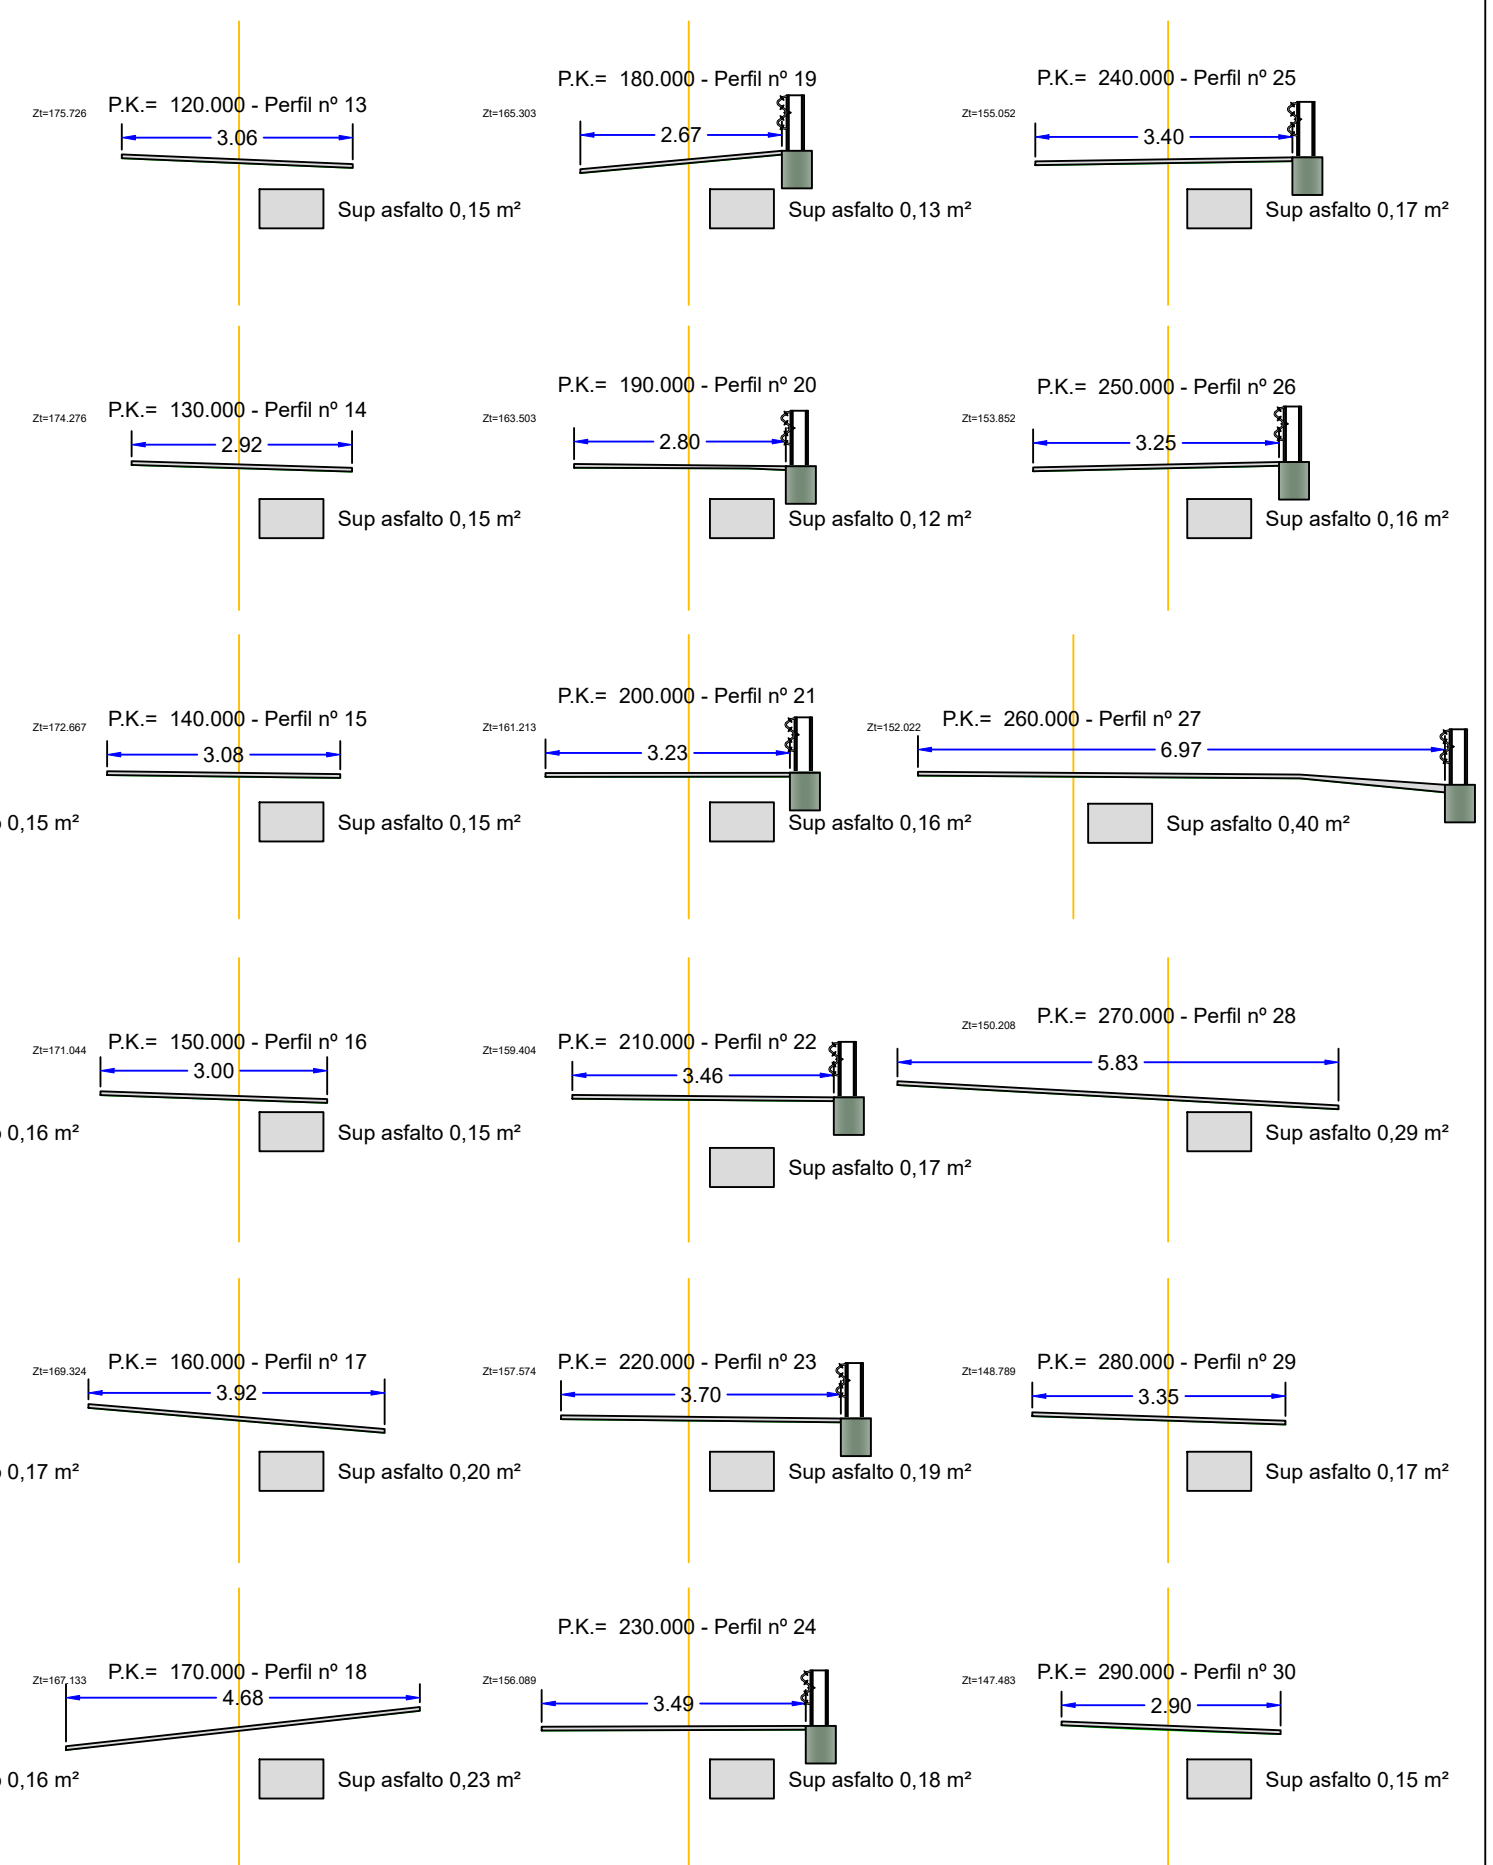 P.K.= 120.000 - Perfil nº 13
Zt=175.726
3.06
Sup asfalto 0,15 m²
P.K.= 180.000 - Perfil nº 19
Zt=165.303
2.67
Sup asfalto 0,13 m²
P.K.= 240.000 - Perfil nº 25
Zt=155.052
3.40
Sup asfalto 0,17 m²
P.K.= 130.000 - Perfil nº 14
Zt=174.276
2.92
Sup asfalto 0,15 m²
P.K.= 190.000 - Perfil nº 20
Zt=163.503
2.80
Sup asfalto 0,12 m²
P.K.= 250.000 - Perfil nº 26
Zt=153.852
3.25
Sup asfalto 0,16 m²
0,15 m²
P.K.= 140.000 - Perfil nº 15
Zt=172.667
3.08
Sup asfalto 0,15 m²
P.K.= 200.000 - Perfil nº 21
Zt=161.213
3.23
Sup asfalto 0,16 m²
P.K.= 260.000 - Perfil nº 27
Zt=152.022
6.97
Sup asfalto 0,40 m²
0,16 m²
P.K.= 150.000 - Perfil nº 16
Zt=171.044
3.00
Sup asfalto 0,15 m²
P.K.= 210.000 - Perfil nº 22
Zt=159.404
3.46
Sup asfalto 0,17 m²
P.K.= 270.000 - Perfil nº 28
Zt=150.208
5.83
Sup asfalto 0,29 m²
0,17 m²
P.K.= 160.000 - Perfil nº 17
Zt=169.324
3.92
Sup asfalto 0,20 m²
P.K.= 220.000 - Perfil nº 23
Zt=157.574
3.70
Sup asfalto 0,19 m²
P.K.= 280.000 - Perfil nº 29
Zt=148.789
3.35
Sup asfalto 0,17 m²
0,16 m²
P.K.= 170.000 - Perfil nº 18
Zt=167.133
4.68
Sup asfalto 0,23 m²
P.K.= 230.000 - Perfil nº 24
Zt=156.089
3.49
Sup asfalto 0,18 m²
P.K.= 290.000 - Perfil nº 30
Zt=147.483
2.90
Sup asfalto 0,15 m²